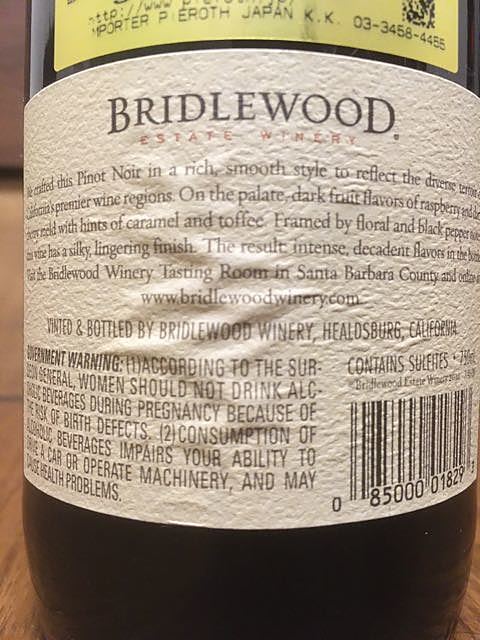 http://www.
IMPORTER PIEROTH JAPAN K.K. 03-3458-4455
BRIDLEWOOD
ESTATE WINERY
crafted this Pinot Noir in a rich, smooth style to reflect the diverse terroir
California's premier wine regions. On the palate, dark fruit flavors of raspberry and
meld with hints of caramel and toffee. Framed by floral and black pepper
wine has a silky, lingering finish. The result: intense, decadent flavors in the
Visit the Bridlewood Winery Tasting Room in Santa Barbara County and online
www.bridlewoodwinery.com
VINTED & BOTTLED BY BRIDLEWOOD WINERY, HEALDSBURG, CALIFORNIA
GOVERNMENT WARNING: (1) ACCORDING TO THE SUR-
GEON GENERAL, WOMEN SHOULD NOT DRINK ALC-
OHOLIC BEVERAGES DURING PREGNANCY BECAUSE OF
THE RISK OF BIRTH DEFECTS. (2) CONSUMPTION OF
ALCOHOLIC BEVERAGES IMPAIRS YOUR ABILITY TO
DRIVE A CAR OR OPERATE MACHINERY, AND MAY
CAUSE HEALTH PROBLEMS.
CONTAINS SULFITES • 750ml
©Bridlewood Estate Winery
0 85000 01829 3